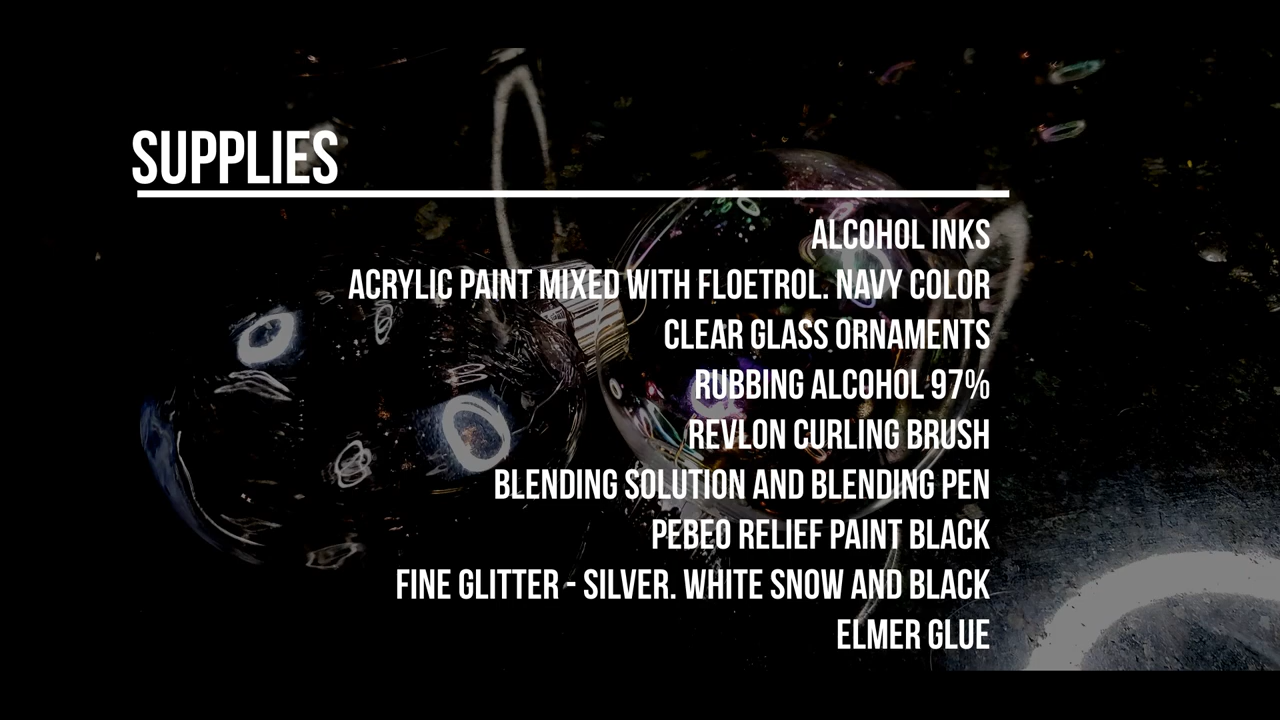 SUPPLIES
ALCOHOL INKS
ACRYLIC PAINT MIXED WITH FLOETROL. NAVY COLOR
CLEAR GLASS ORNAMENTS
RUBBING ALCOHOL 97%
REVLON CURLING BRUSH
BLENDING SOLUTION AND BLENDING PEN
PEBEO RELIEF PAINT BLACK
FINE GLITTER - SILVER. WHITE SNOW AND BLACK
ELMER GLUE